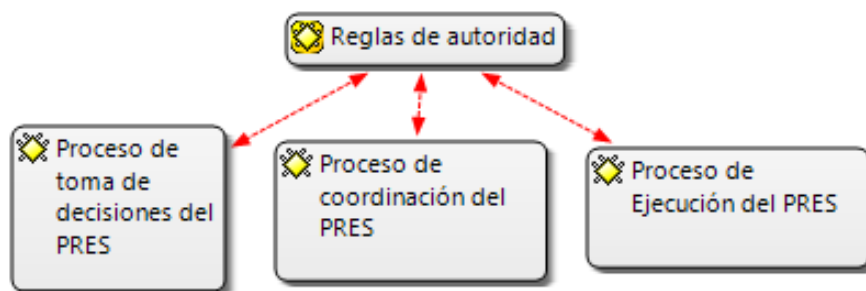 Reglas de autoridad
Proceso de
toma de
decisiones del
PRES
Proceso de
coordinación del
PRES
Proceso de
Ejecución del PRES